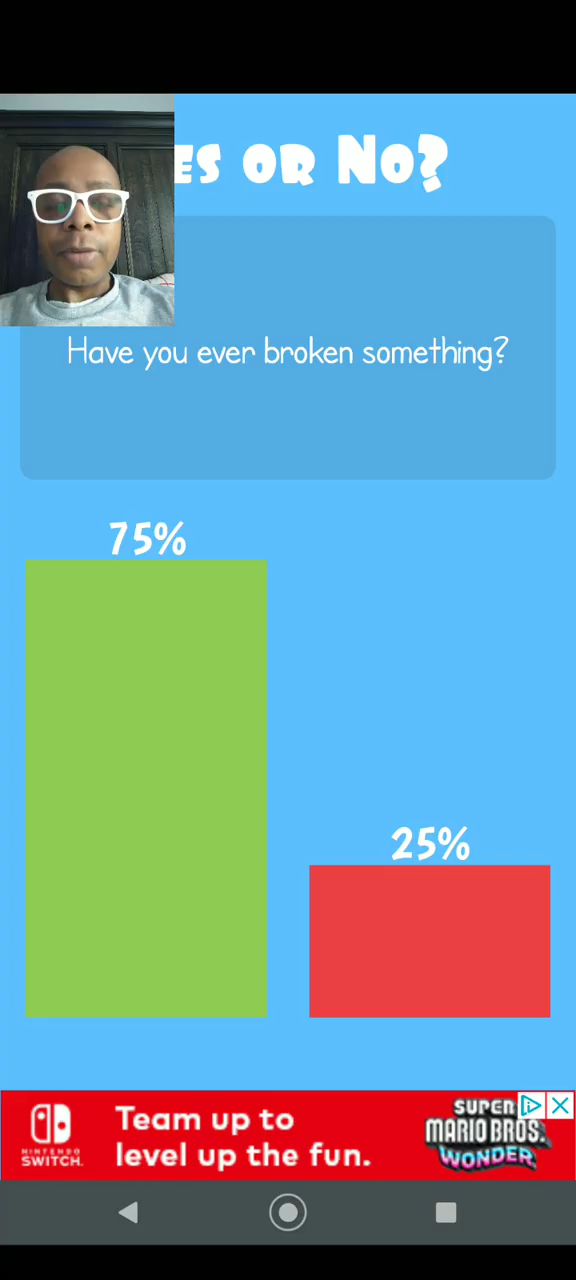 es or No?
Have you ever broken something?
75%
25%
Team up to
level up the fun.
NINTENDO
SWITCH.
SUPER
MARIO BROS.
WONDER